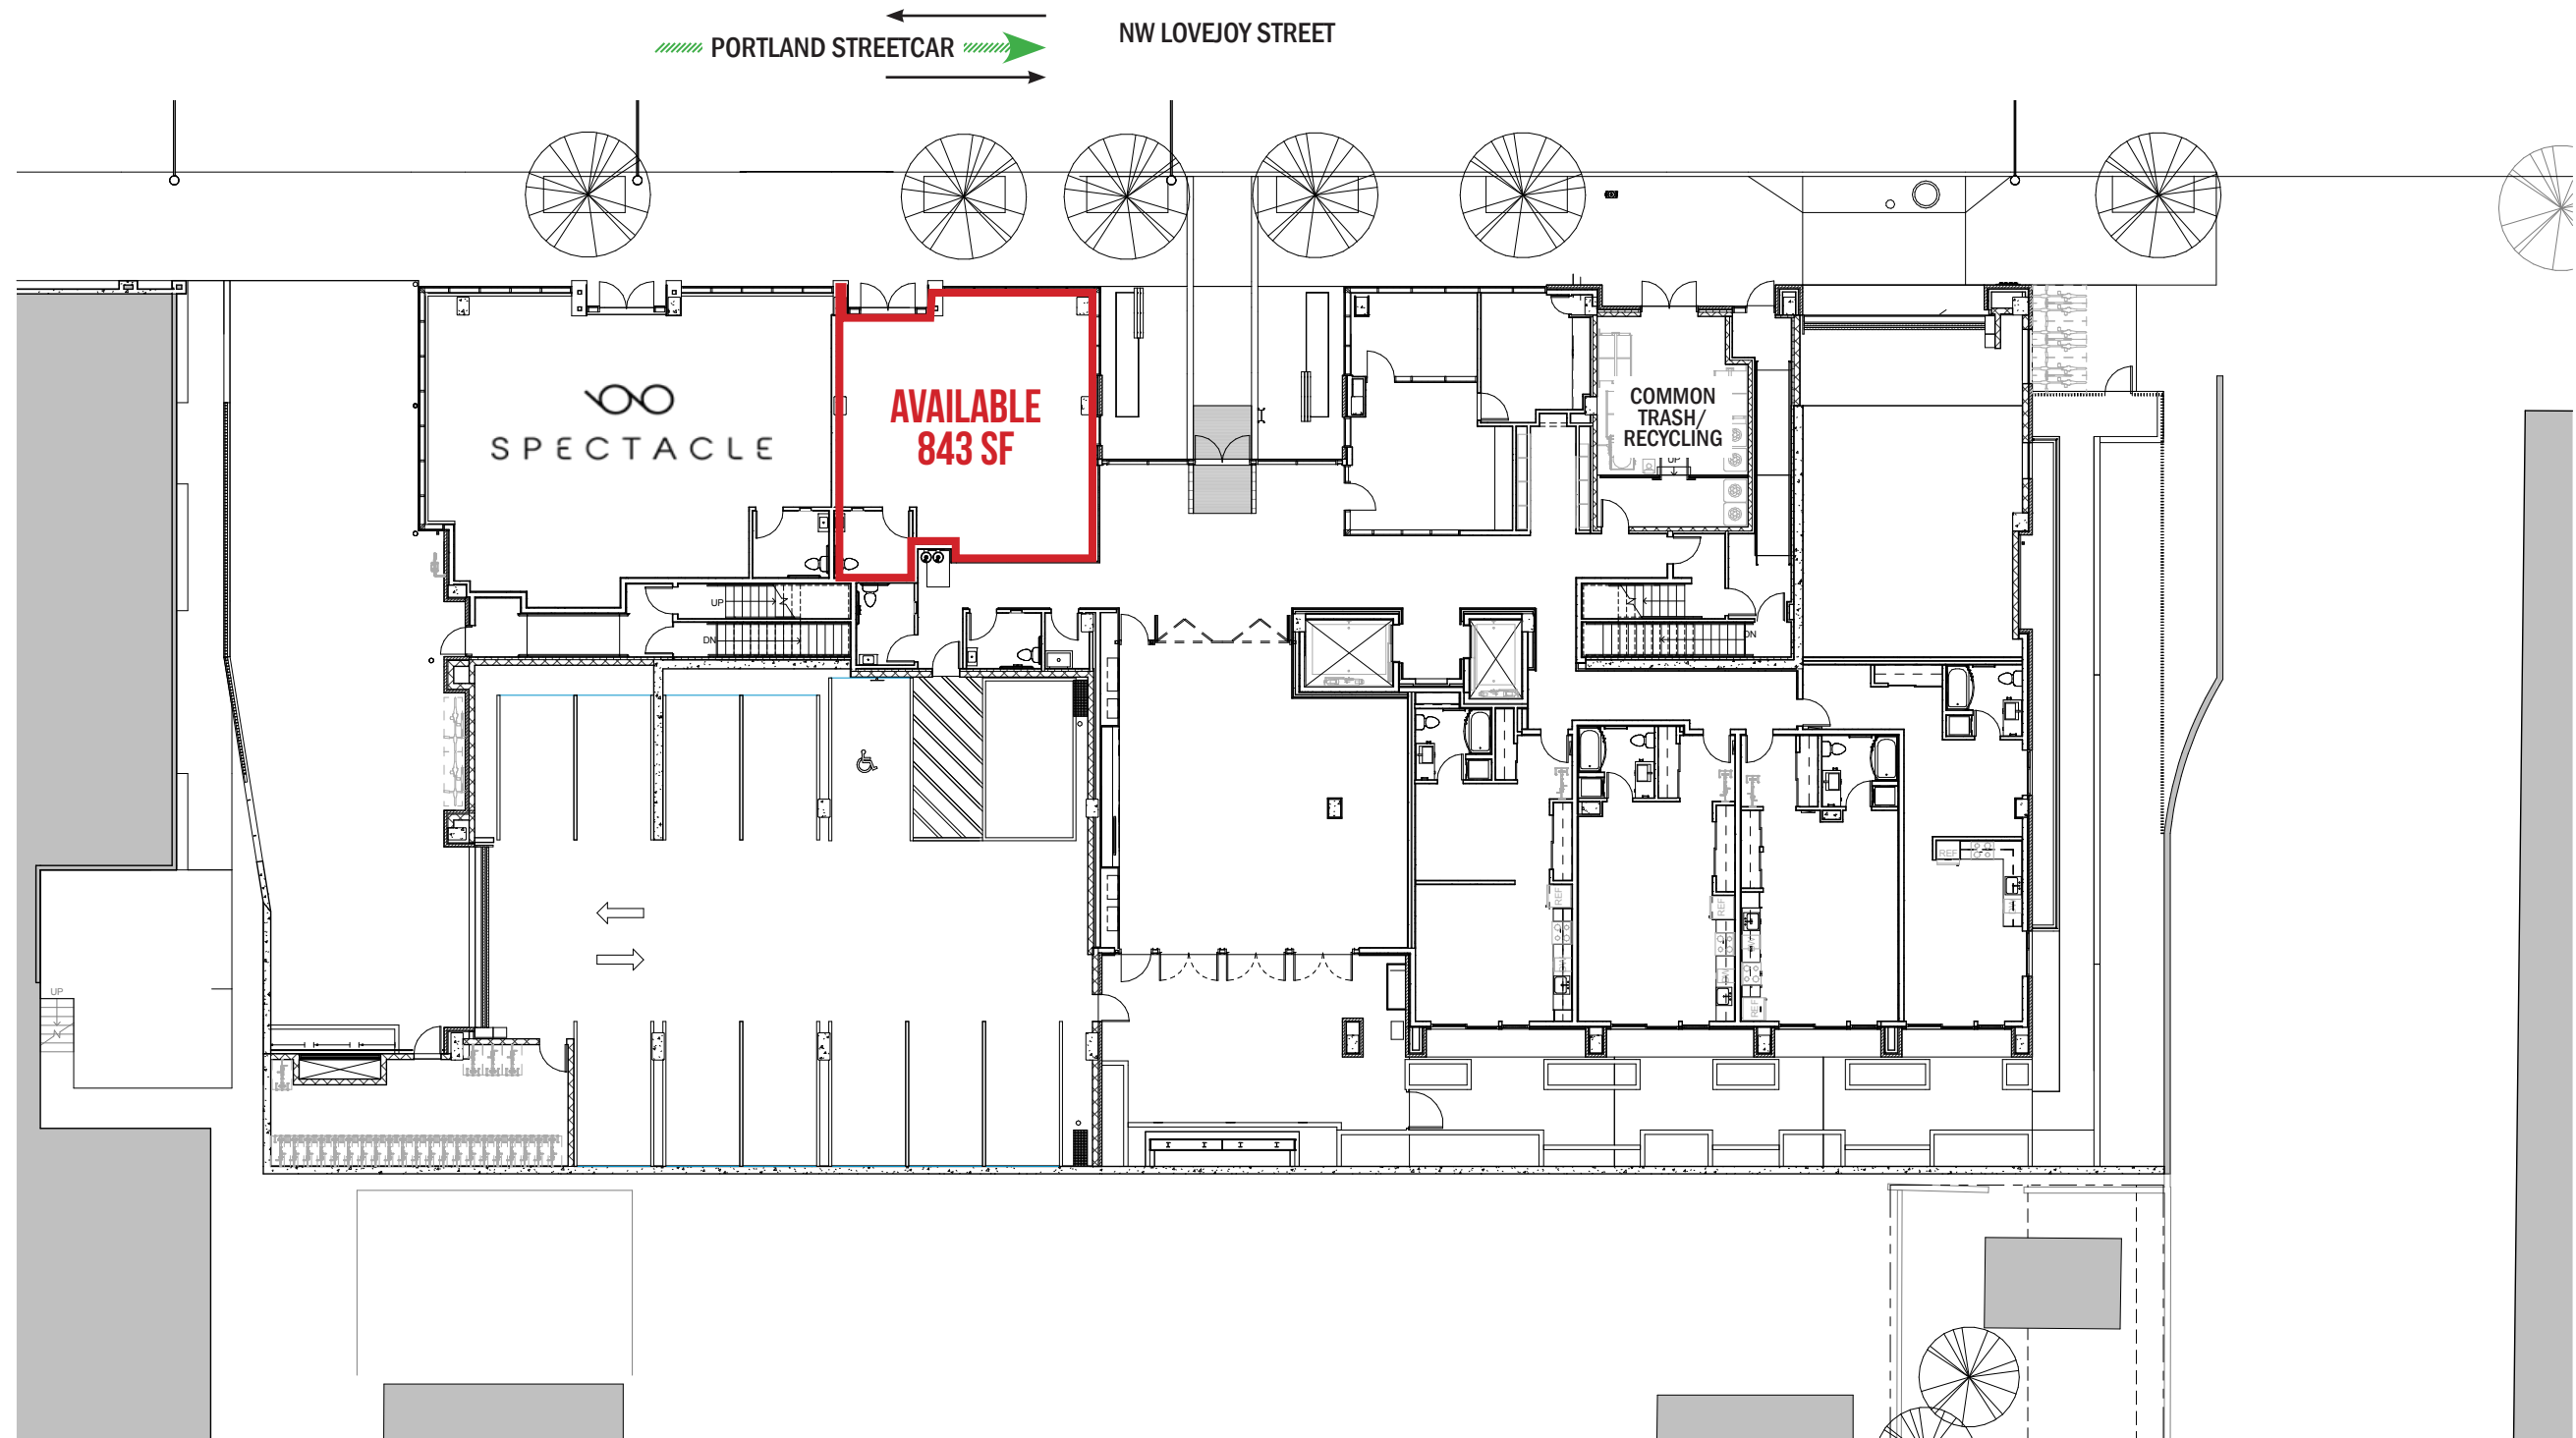 NW LOVEJOY STREET
PORTLAND STREETCAR
SPECTACLE
AVAILABLE
843 SF
COMMON
TRASH/
RECYCLING
UP
UP
DN
DN
REF
REF
REF
REF
UP